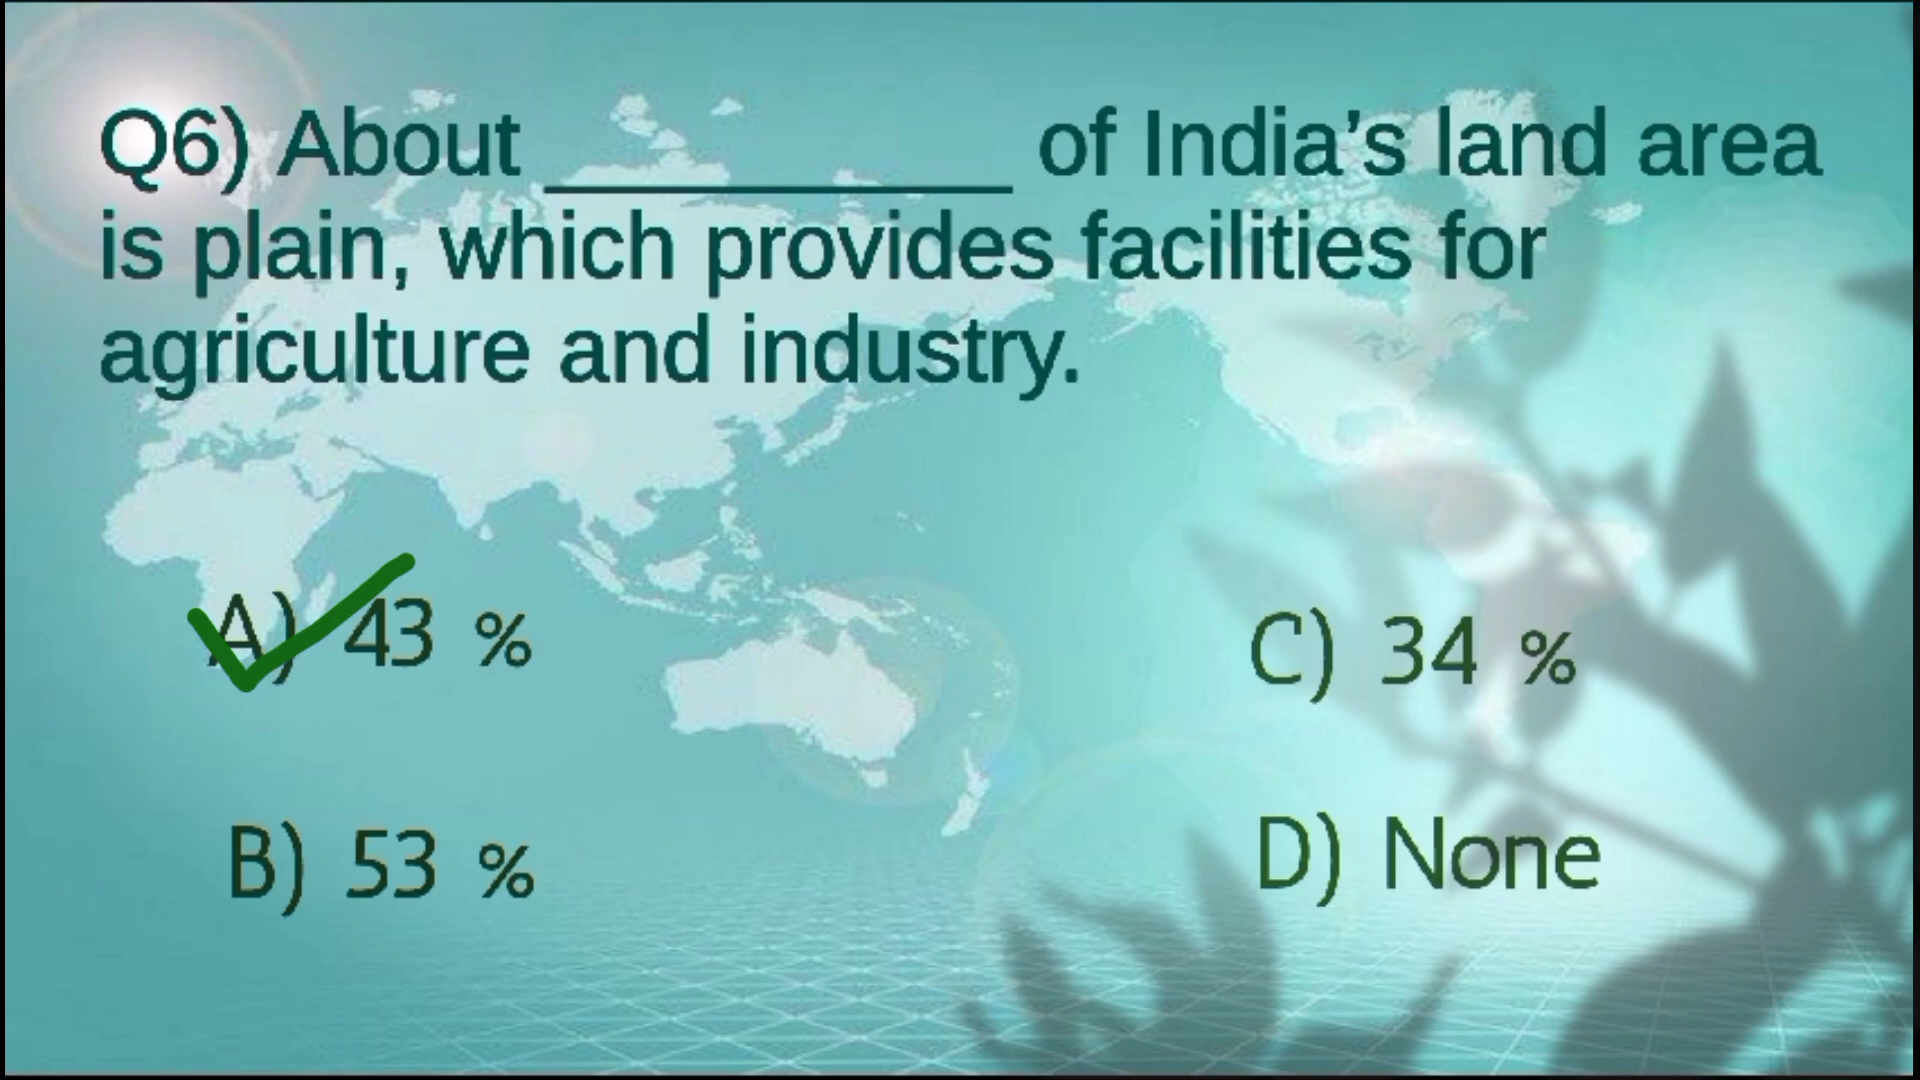 Q6) About ____________ of India’s land area
is plain, which provides facilities for
agriculture and industry.
A) 43 %
C) 34 %
B) 53 %
D) None